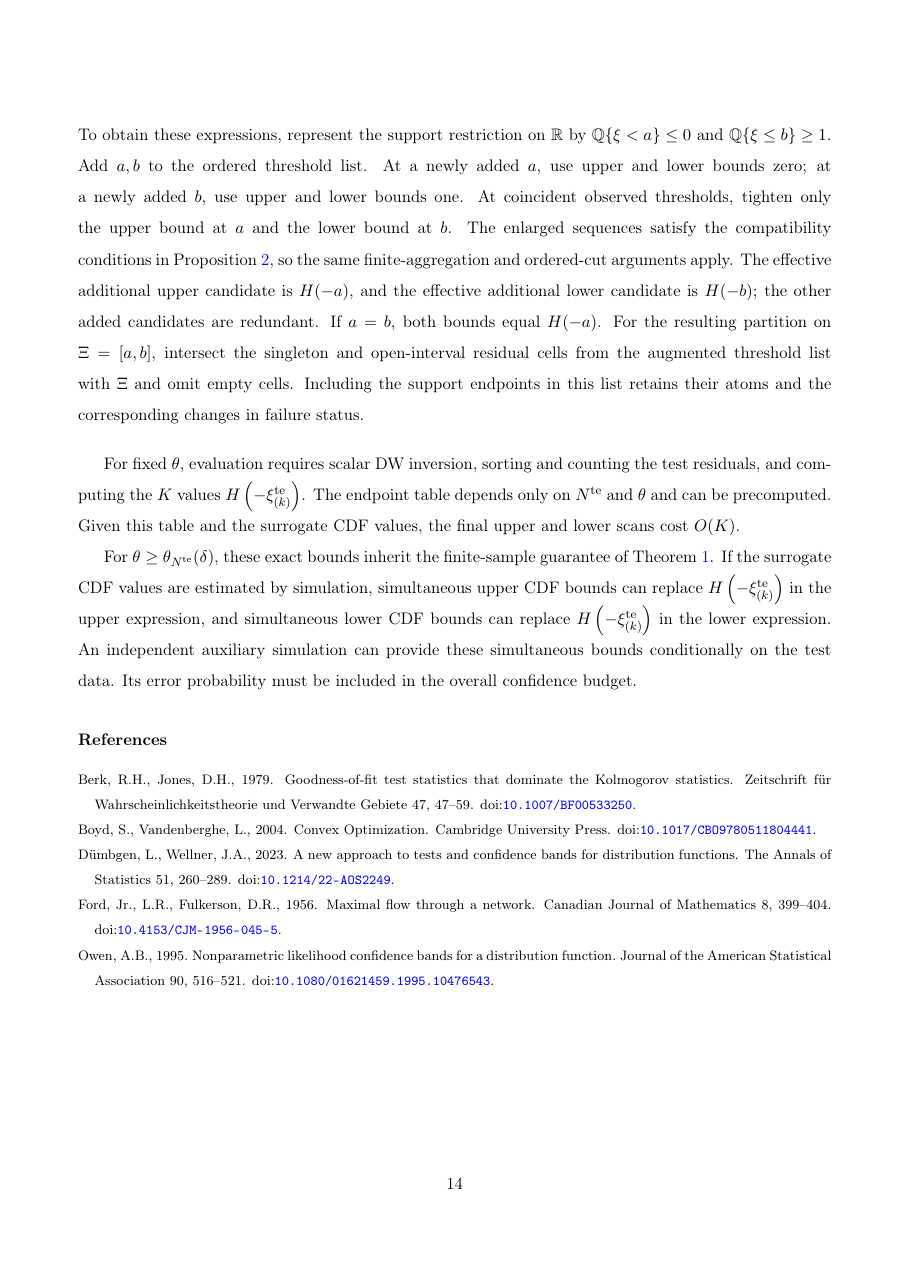 To obtain these expressions, represent the support restriction on ℝ by ℚ{ξ < a} ≤ 0 and ℚ{ξ ≤ b} ≥ 1.
Add a, b to the ordered threshold list. At a newly added a, use upper and lower bounds zero; at
a newly added b, use upper and lower bounds one. At coincident observed thresholds, tighten only
the upper bound at a and the lower bound at b. The enlarged sequences satisfy the compatibility
conditions in Proposition 2, so the same finite-aggregation and ordered-cut arguments apply. The effective
additional upper candidate is H(−a), and the effective additional lower candidate is H(−b); the other
added candidates are redundant. If a = b, both bounds equal H(−a). For the resulting partition on
Ξ = [a, b], intersect the singleton and open-interval residual cells from the augmented threshold list
with Ξ and omit empty cells. Including the support endpoints in this list retains their atoms and the
corresponding changes in failure status.
For fixed θ, evaluation requires scalar DW inversion, sorting and counting the test residuals, and com-
puting the K values H(−ξ^te_(k)). The endpoint table depends only on N^te and θ and can be precomputed.
Given this table and the surrogate CDF values, the final upper and lower scans cost O(K).
For θ ≥ θ_{N^te}(δ), these exact bounds inherit the finite-sample guarantee of Theorem 1. If the surrogate
CDF values are estimated by simulation, simultaneous upper CDF bounds can replace H(−ξ^te_(k)) in the
upper expression, and simultaneous lower CDF bounds can replace H(−ξ^te_(k)) in the lower expression.
An independent auxiliary simulation can provide these simultaneous bounds conditionally on the test
data. Its error probability must be included in the overall confidence budget.
References
Berk, R.H., Jones, D.H., 1979. Goodness-of-fit test statistics that dominate the Kolmogorov statistics. Zeitschrift für
Wahrscheinlichkeitstheorie und Verwandte Gebiete 47, 47–59. doi:10.1007/BF00533250.
Boyd, S., Vandenberghe, L., 2004. Convex Optimization. Cambridge University Press. doi:10.1017/CBO9780511804441.
Dümbgen, L., Wellner, J.A., 2023. A new approach to tests and confidence bands for distribution functions. The Annals of
Statistics 51, 260–289. doi:10.1214/22-AOS2249.
Ford, Jr., L.R., Fulkerson, D.R., 1956. Maximal flow through a network. Canadian Journal of Mathematics 8, 399–404.
doi:10.4153/CJM-1956-045-5.
Owen, A.B., 1995. Nonparametric likelihood confidence bands for a distribution function. Journal of the American Statistical
Association 90, 516–521. doi:10.1080/01621459.1995.10476543.
14